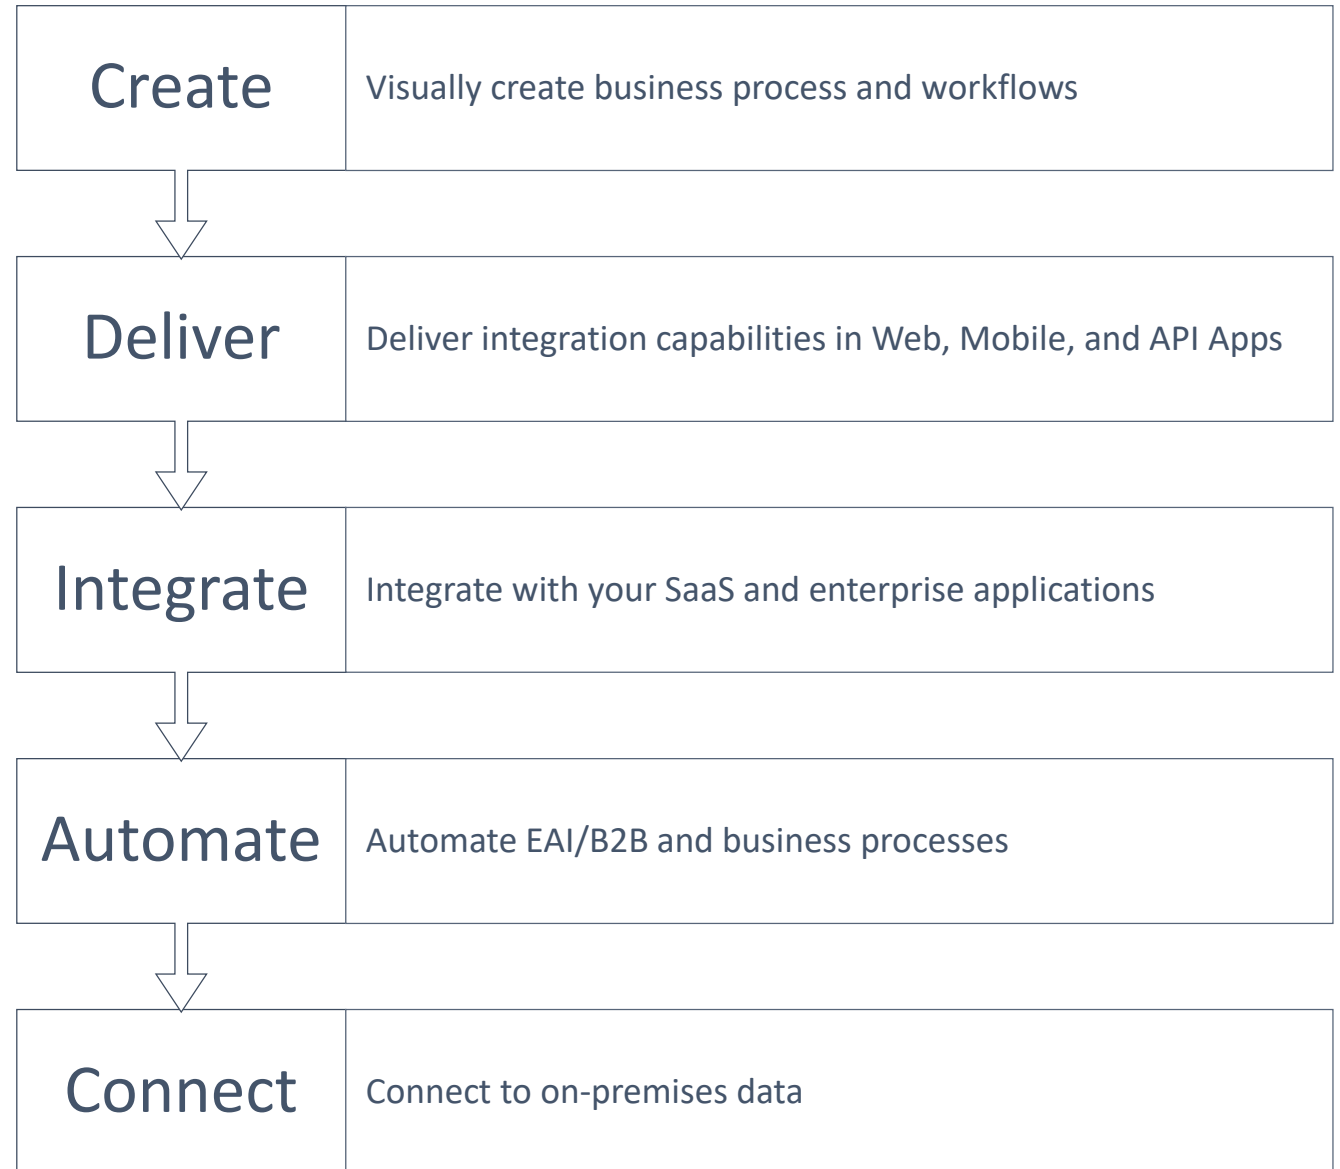 Create
Visually create business process and workflows
Deliver
Deliver integration capabilities in Web, Mobile, and API Apps
Integrate
Integrate with your SaaS and enterprise applications
Automate
Automate EAI/B2B and business processes
Connect
Connect to on-premises data